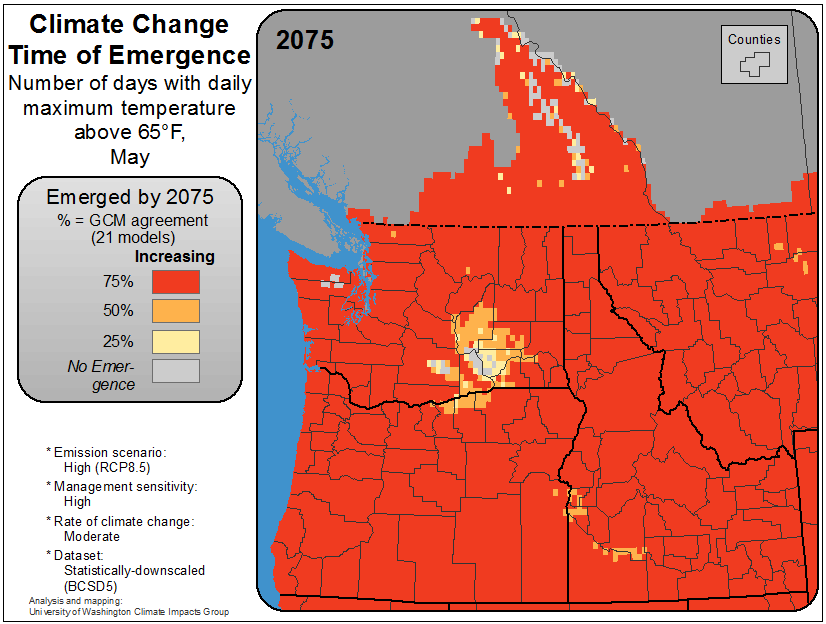 Climate Change
Time of Emergence
Number of days with daily
maximum temperature
above 65°F,
May
Emerged by 2075
% = GCM agreement
(21 models)
Increasing
75%
50%
25%
No Emer-
gence
* Emission scenario:
High (RCP8.5)
* Management sensitivity:
High
* Rate of climate change:
Moderate
* Dataset:
Statistically-downscaled
(BCSD5)
Analysis and mapping:
University of Washington Climate Impacts Group
2075
Counties